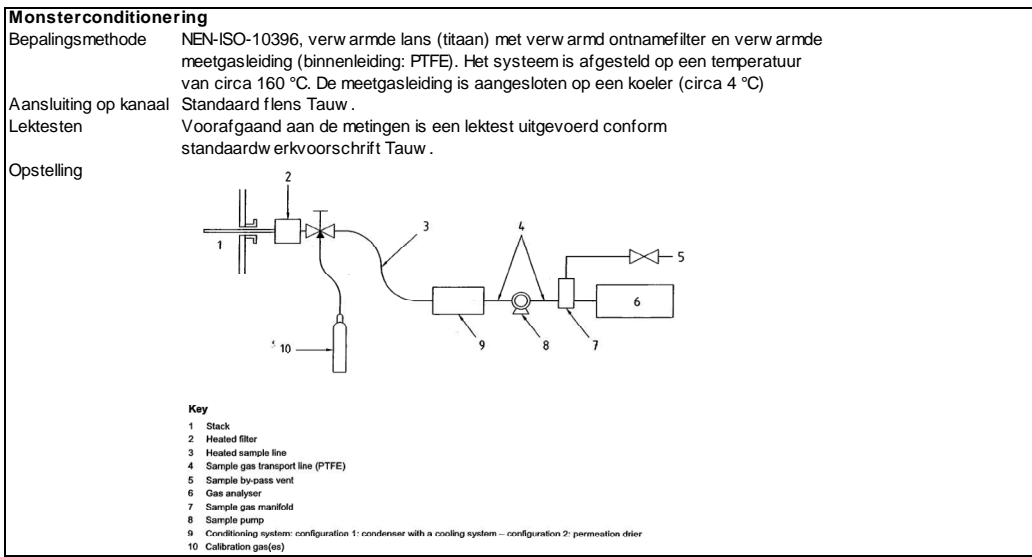 Monsterconditionering
Bepalingsmethode NEN-ISO-10396, verwarmde lans (titaan) met verwarmd ontnamefilter en verwarmde
meetgasleiding (binnenleiding: PTFE). Het systeem is afgesteld op een temperatuur
van circa 160 °C. De meetgasleiding is aangesloten op een koeler (circa 4 °C)
Aansluiting op kanaal Standaard flens Tauw.
Lektesten Voorafgaand aan de metingen is een lektest uitgevoerd conform
standaardwerkvoorschrift Tauw.
Opstelling
2
1
3
4
5
6
9
8
7
10
Key
1 Stack
2 Heated filter
3 Heated sample line
4 Sample gas transport line (PTFE)
5 Sample by-pass vent
6 Gas analyser
7 Sample gas manifold
8 Sample pump
9 Conditioning system: configuration 1: condenser with a cooling system – configuration 2: permeation drier
10 Calibration gas(es)